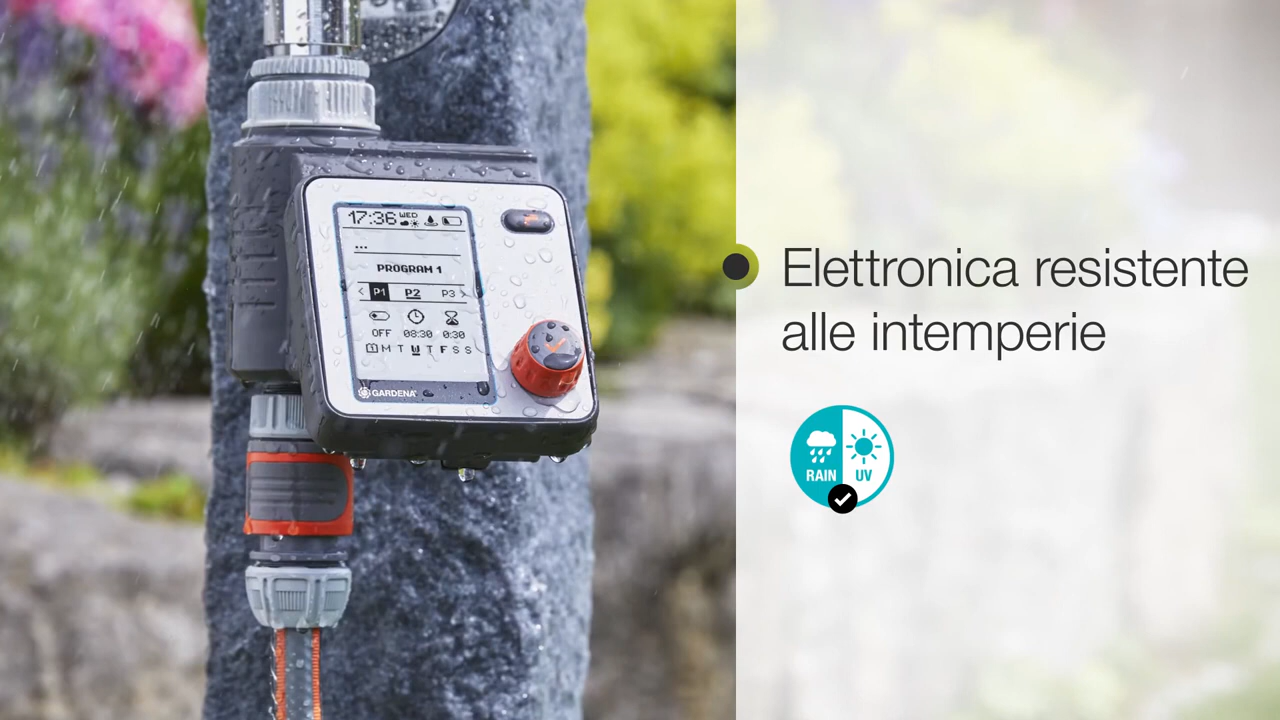 17:36 WED
...
PROGRAM 1
< P1 P2 P3 >
OFF 08:30 0:30
1 M T W T F S S
GARDENA
Elettronica resistente
alle intemperie
RAIN UV